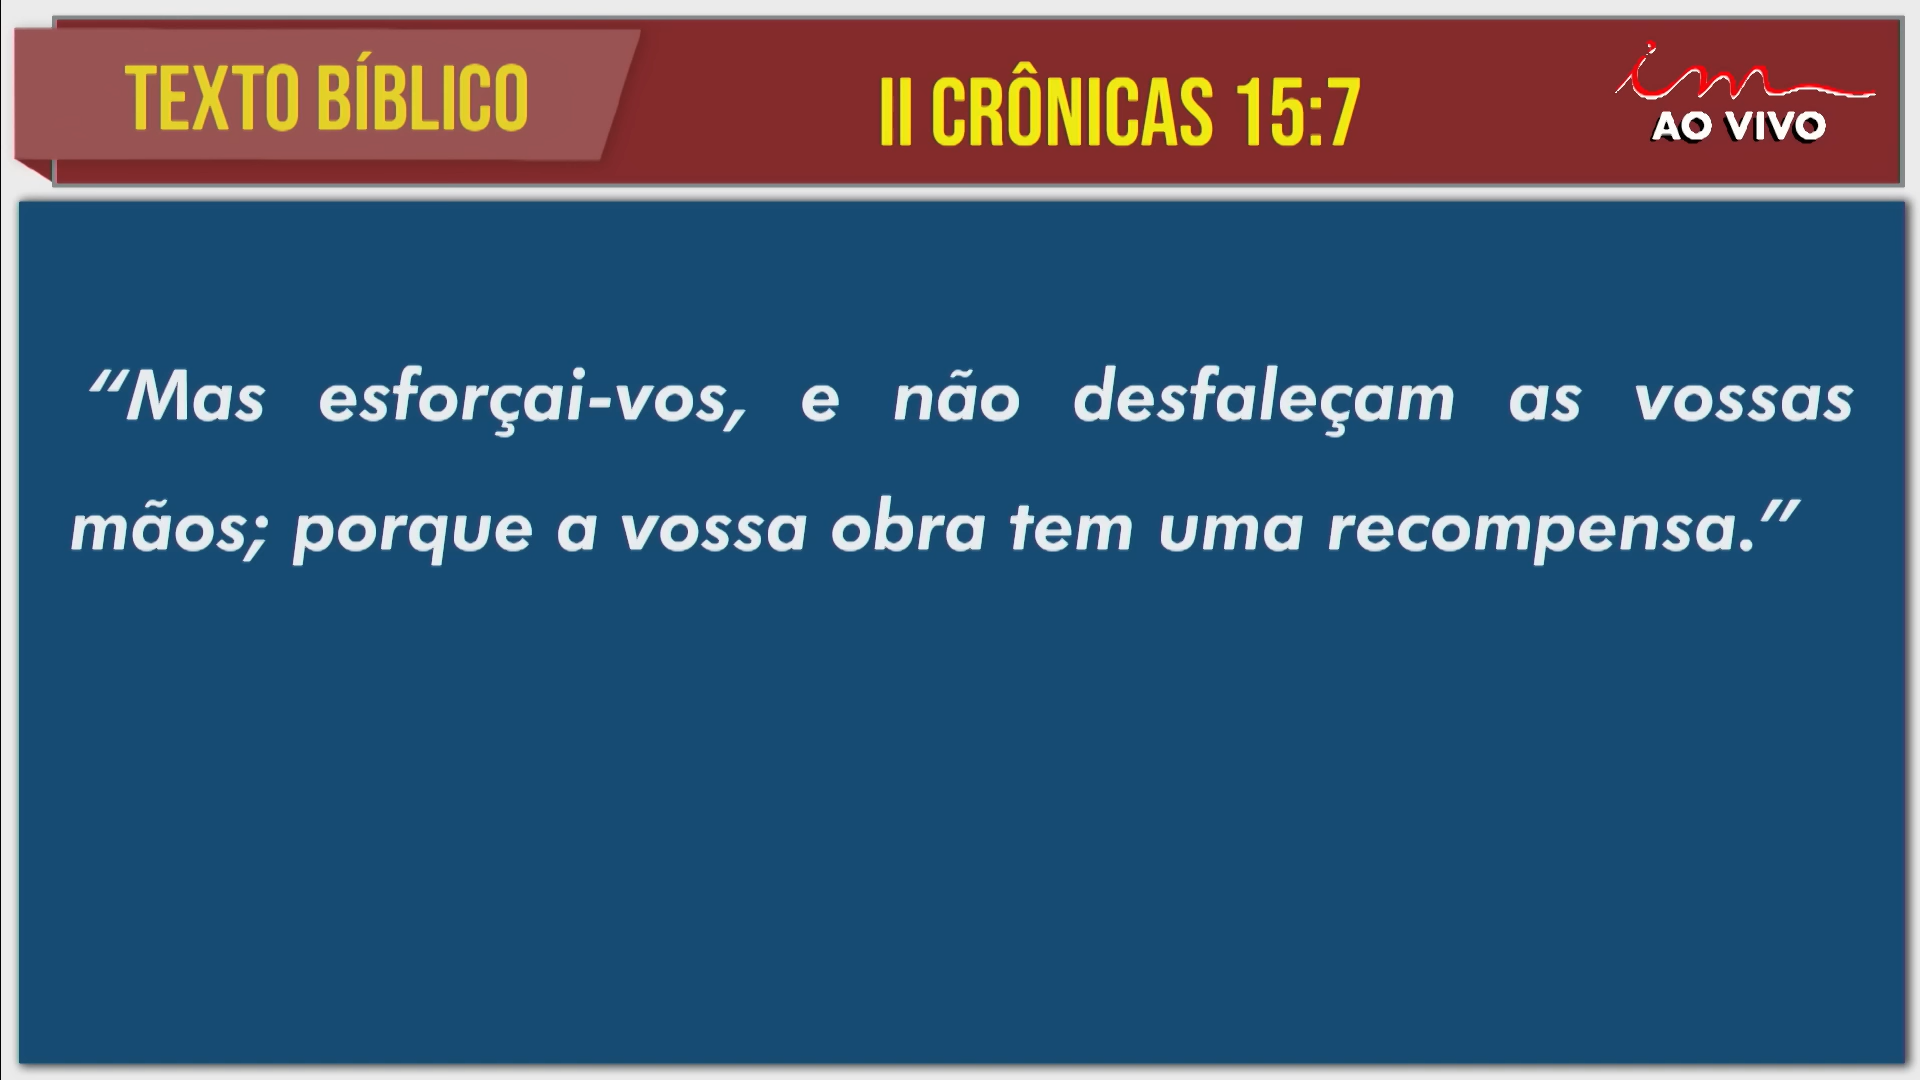 TEXTO BÍBLICO
II CRÔNICAS 15:7
im
AO VIVO
“Mas esforçai-vos, e não desfaleçam as vossas
mãos; porque a vossa obra tem uma recompensa.”